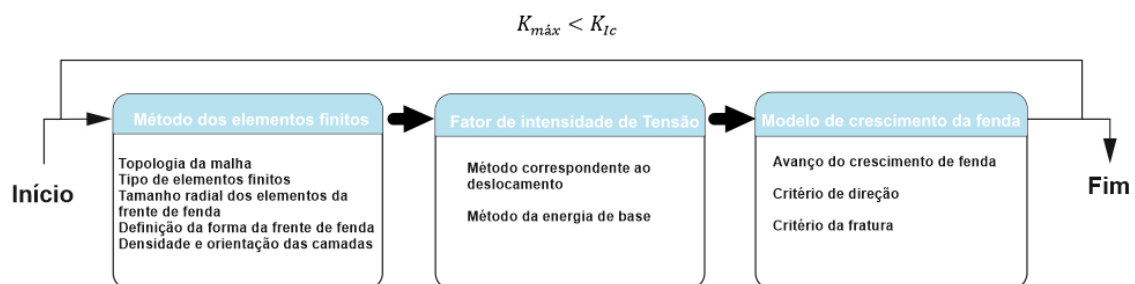 K_máx < K_Ic
Início
Método dos elementos finitos
Topologia da malha
Tipo de elementos finitos
Tamanho radial dos elementos da
frente de fenda
Definição da forma da frente de fenda
Densidade e orientação das camadas
Fator de intensidade de Tensão
Método correspondente ao
deslocamento
Método da energia de base
Modelo de crescimento da fenda
Avanço do crescimento de fenda
Critério de direção
Critério da fratura
Fim